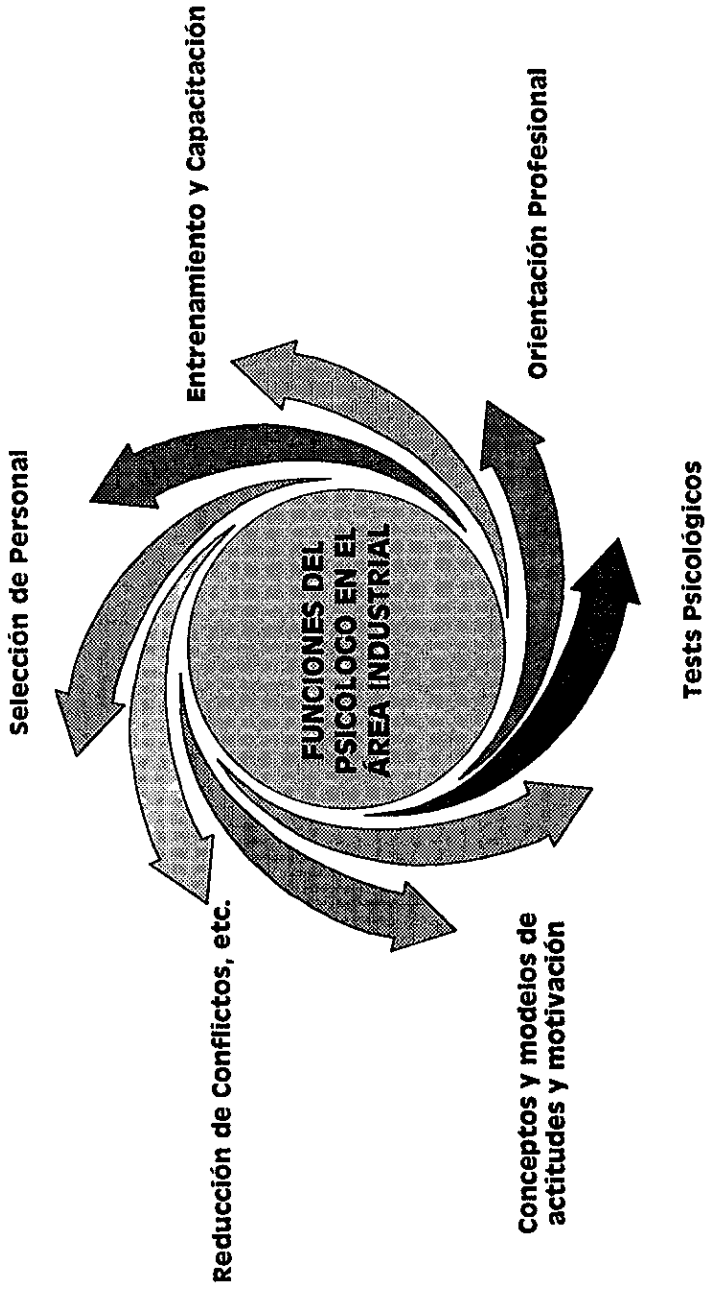 Selección de Personal
Entrenamiento y Capacitación
Orientación Profesional
Tests Psicológicos
Conceptos y modelos de
actitudes y motivación
Reducción de Conflictos, etc.
FUNCIONES DEL
PSICÓLOGO EN EL
ÁREA INDUSTRIAL